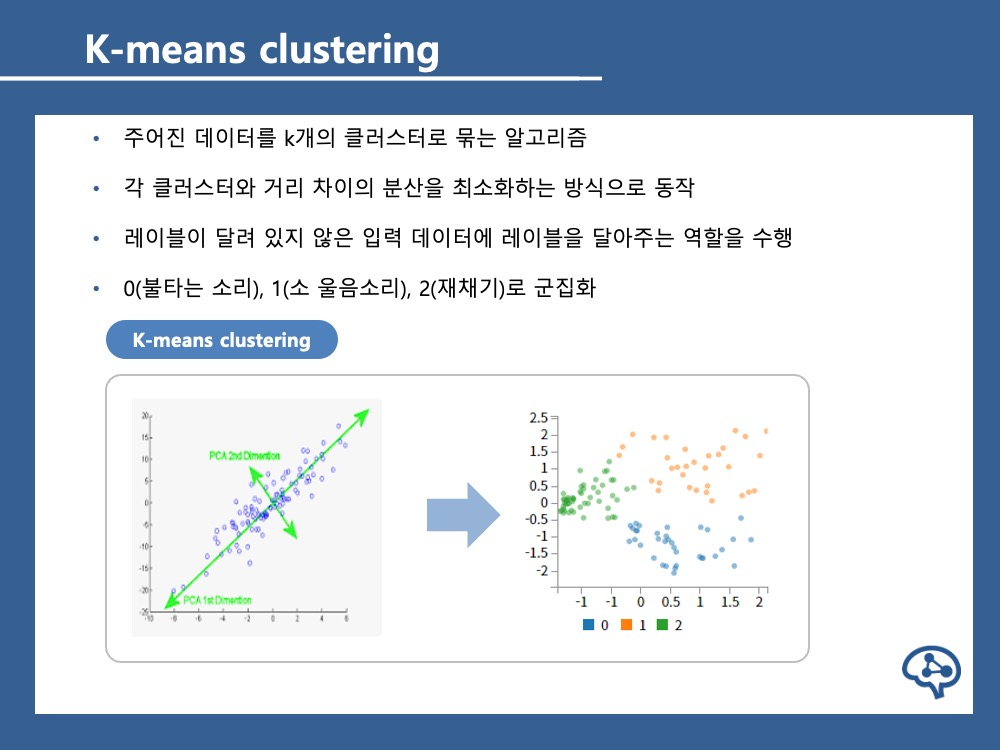 K-means clustering
• 주어진 데이터를 k개의 클러스터로 묶는 알고리즘
• 각 클러스터와 거리 차이의 분산을 최소화하는 방식으로 동작
• 레이블이 달려 있지 않은 입력 데이터에 레이블을 달아주는 역할을 수행
• 0(불타는 소리), 1(소 울음소리), 2(재채기)로 군집화
K-means clustering
20
15
10
5
0
-5
-10
-15
-20
-25
PCA 2nd Dimention
PCA 1st Dimention
-10 -8 -6 -4 -2 0 2 4 6
2.5
2
1.5
1
0.5
0
-0.5
-1
-1.5
-2
-1 -1 0 0.5 1 1.5 2
0 1 2